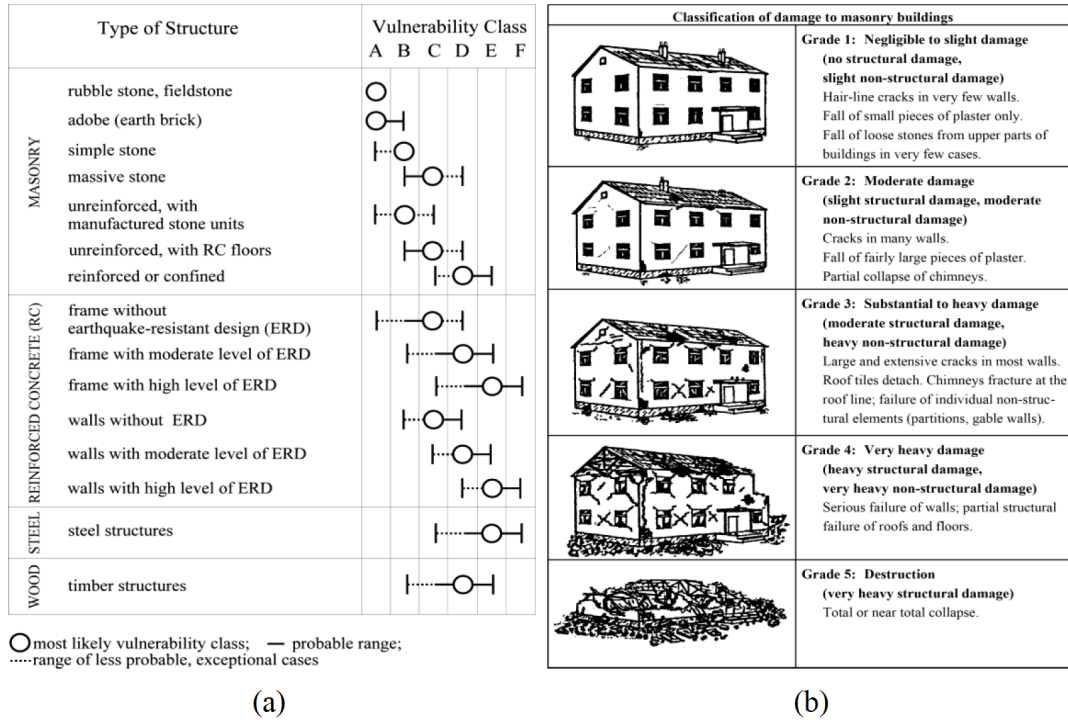 Type of Structure
Vulnerability Class
A B C D E F
MASONRY
rubble stone, fieldstone
adobe (earth brick)
simple stone
massive stone
unreinforced, with
manufactured stone units
unreinforced, with RC floors
reinforced or confined
REINFORCED CONCRETE (RC)
frame without
earthquake-resistant design (ERD)
frame with moderate level of ERD
frame with high level of ERD
walls without ERD
walls with moderate level of ERD
walls with high level of ERD
STEEL
steel structures
WOOD
timber structures
most likely vulnerability class; probable range;
range of less probable, exceptional cases
(a)
Classification of damage to masonry buildings
Grade 1: Negligible to slight damage
(no structural damage,
slight non-structural damage)
Hair-line cracks in very few walls.
Fall of small pieces of plaster only.
Fall of loose stones from upper parts of
buildings in very few cases.
Grade 2: Moderate damage
(slight structural damage, moderate
non-structural damage)
Cracks in many walls.
Fall of fairly large pieces of plaster.
Partial collapse of chimneys.
Grade 3: Substantial to heavy damage
(moderate structural damage,
heavy non-structural damage)
Large and extensive cracks in most walls.
Roof tiles detach. Chimneys fracture at the
roof line; failure of individual non-struc-
tural elements (partitions, gable walls).
Grade 4: Very heavy damage
(heavy structural damage,
very heavy non-structural damage)
Serious failure of walls; partial structural
failure of roofs and floors.
Grade 5: Destruction
(very heavy structural damage)
Total or near total collapse.
(b)